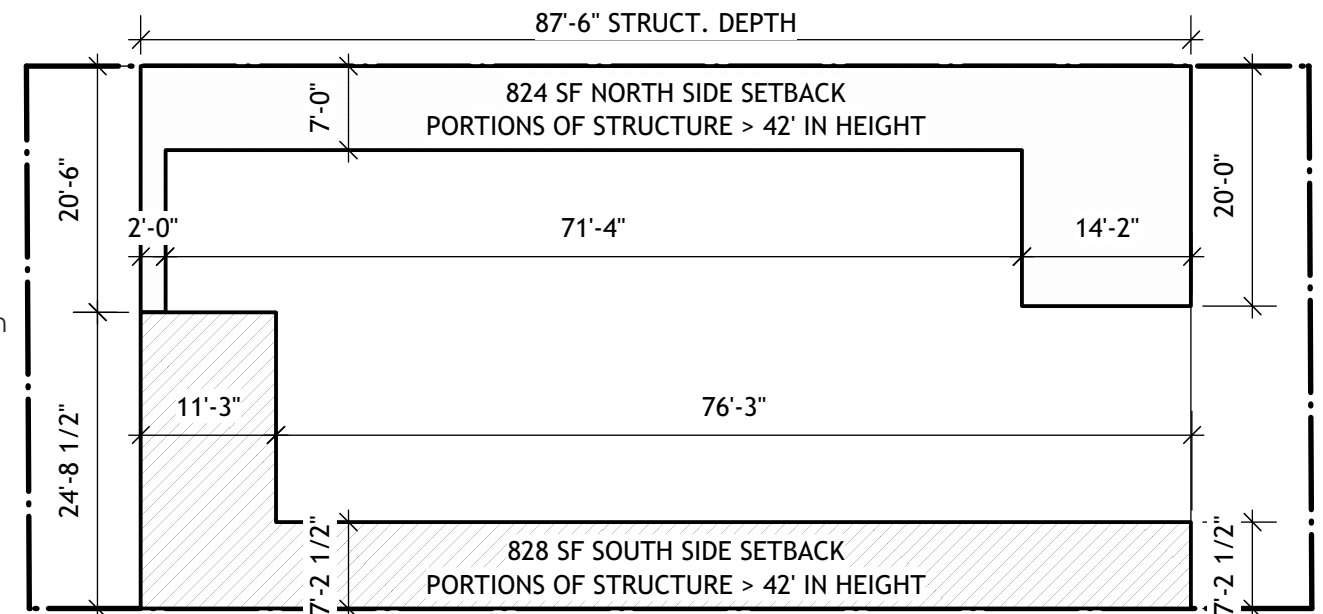 87'-6" STRUCT. DEPTH
824 SF NORTH SIDE SETBACK
PORTIONS OF STRUCTURE > 42' IN HEIGHT
7'-0"
20'-6"
20'-0"
2'-0"
71'-4"
14'-2"
n
11'-3"
76'-3"
24'-8 1/2"
828 SF SOUTH SIDE SETBACK
PORTIONS OF STRUCTURE > 42' IN HEIGHT
7'-2 1/2"
7'-2 1/2"